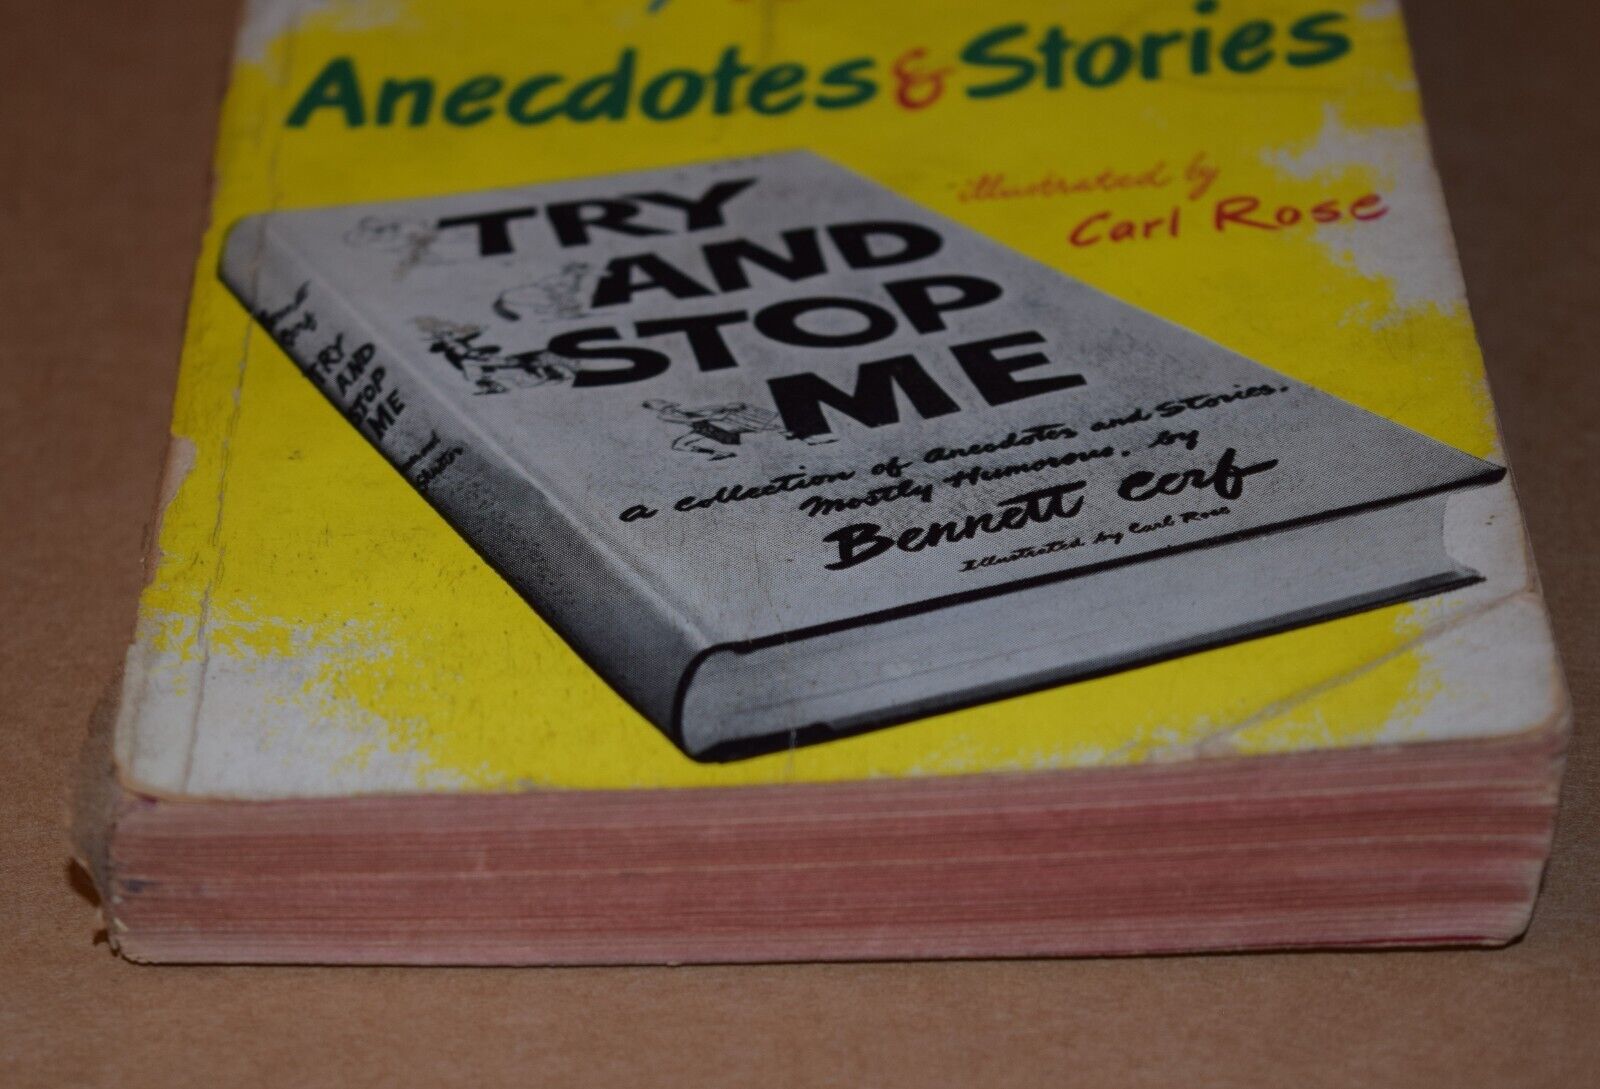 Anecdotes & Stories
illustrated by
Carl Rose
TRY
AND
STOP
ME
a collection of anecdotes and stories,
mostly humorous, by
Bennett Cerf
Illustrated by Carl Rose
TRY
AND
STOP
ME